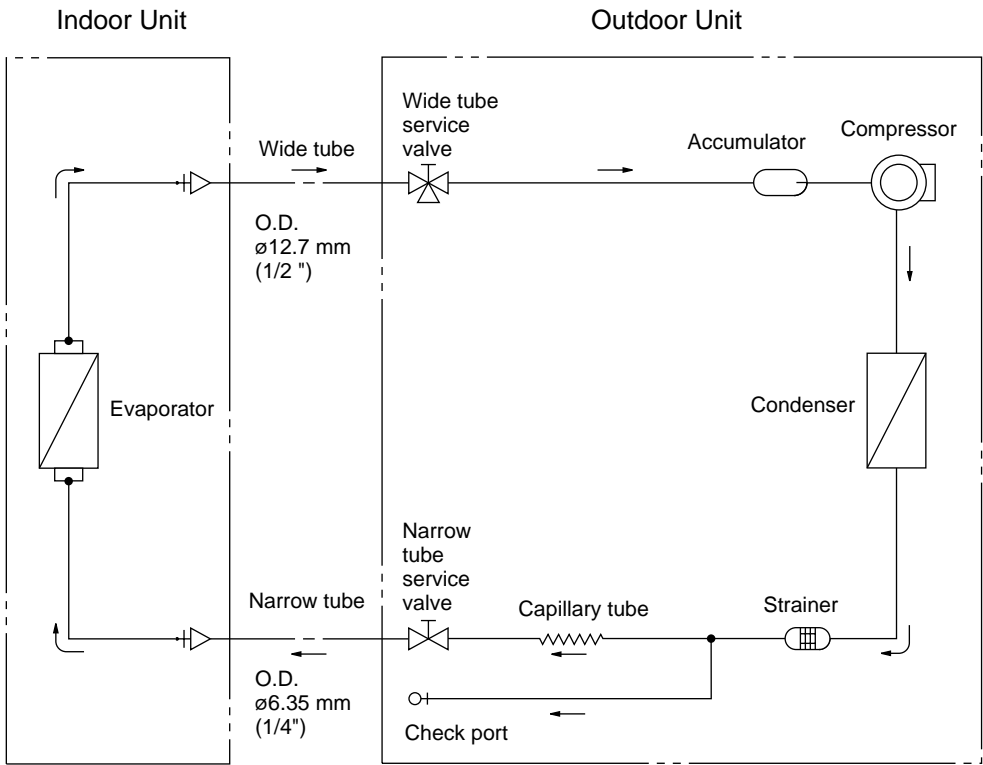 Indoor Unit
Outdoor Unit
Wide tube
service
valve
Accumulator
Compressor
Wide tube
O.D.
ø12.7 mm
(1/2 ")
Evaporator
Condenser
Narrow
tube
service
valve
Narrow tube
Capillary tube
Strainer
O.D.
ø6.35 mm
(1/4")
Check port